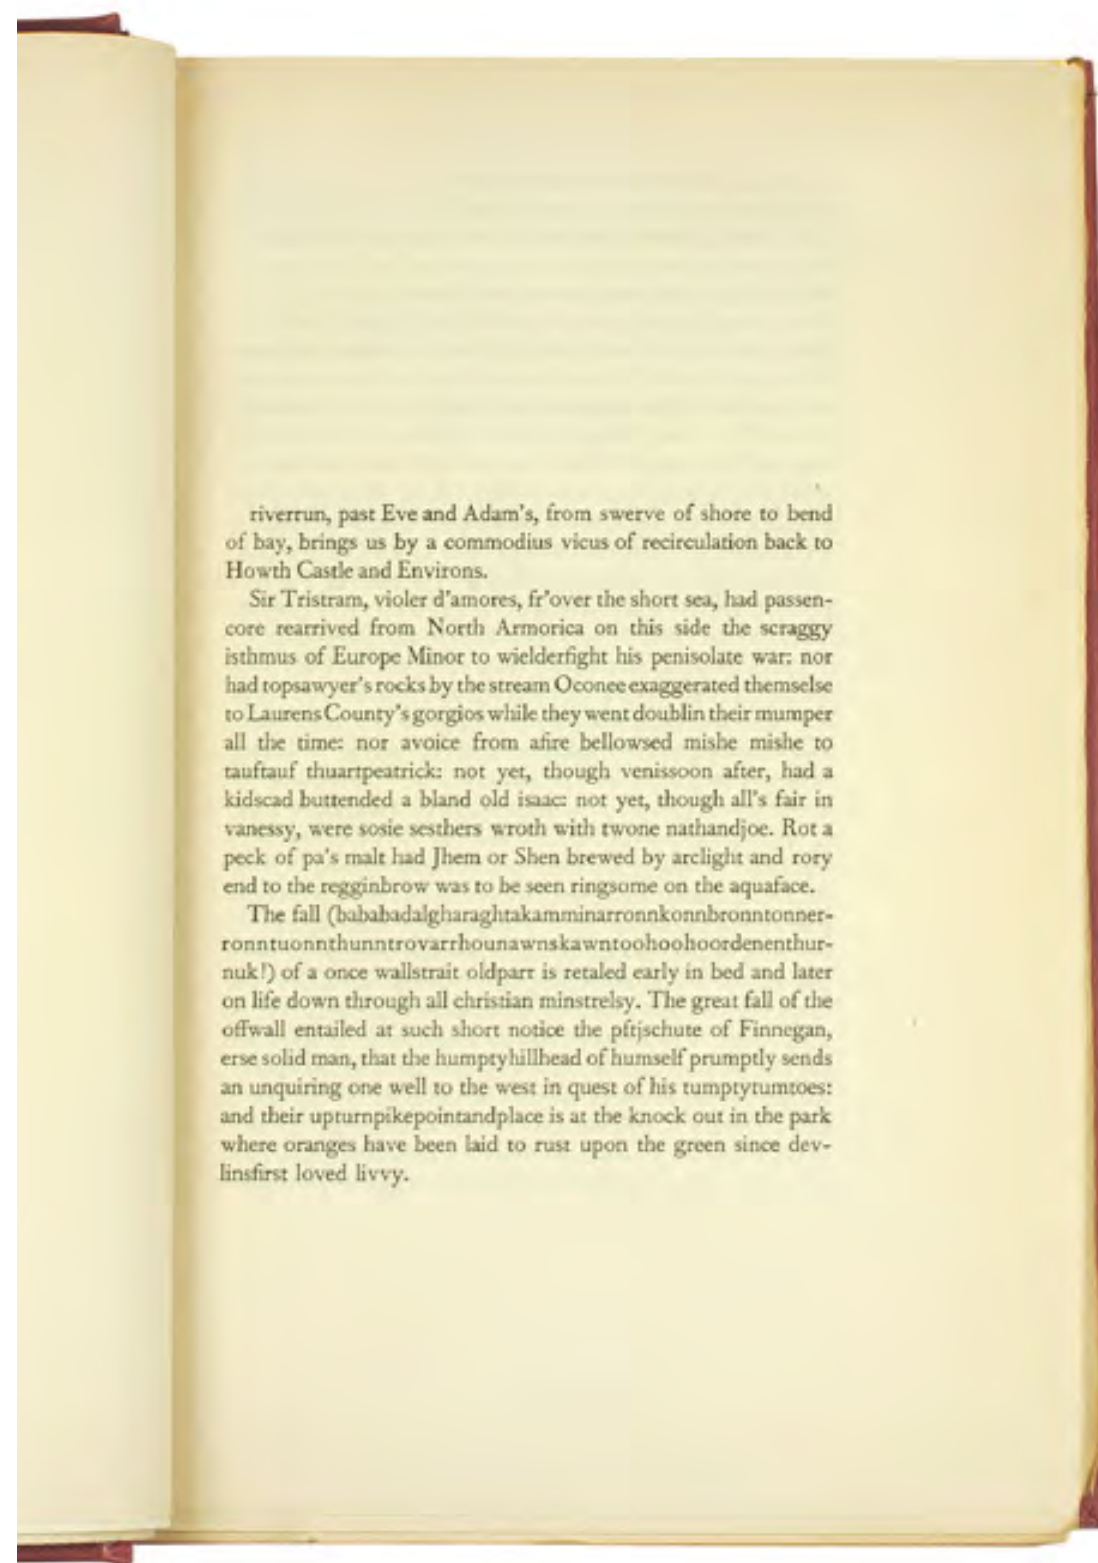 riverrun, past Eve and Adam's, from swerve of shore to bend
of bay, brings us by a commodius vicus of recirculation back to
Howth Castle and Environs.
Sir Tristram, violer d'amores, fr'over the short sea, had passen-
core rearrived from North Armorica on this side the scraggy
isthmus of Europe Minor to wielderfight his penisolate war: nor
had topsawyer's rocks by the stream Oconee exaggerated themselse
to Laurens County's gorgios while they went doublin their mumper
all the time: nor avoice from afire bellowsed mishe mishe to
tauftauf thuartpeatrick: not yet, though venissoon after, had a
kidscad buttended a bland old isaac: not yet, though all's fair in
vanessy, were sosie sesthers wroth with twone nathandjoe. Rot a
peck of pa's malt had Jhem or Shen brewed by arclight and rory
end to the regginbrow was to be seen ringsome on the aquaface.
The fall (bababadalgharaghtakamminarronnkonnbronntonner-
ronntuonnthunntrovarrhounawnskawntoohoohoordenenthur-
nuk!) of a once wallstrait oldparr is retaled early in bed and later
on life down through all christian minstrelsy. The great fall of the
offwall entailed at such short notice the pftjschute of Finnegan,
erse solid man, that the humptyhillhead of humself prumptly sends
an unquiring one well to the west in quest of his tumptytumtoes:
and their upturnpikepointandplace is at the knock out in the park
where oranges have been laid to rust upon the green since dev-
linsfirst loved livvy.